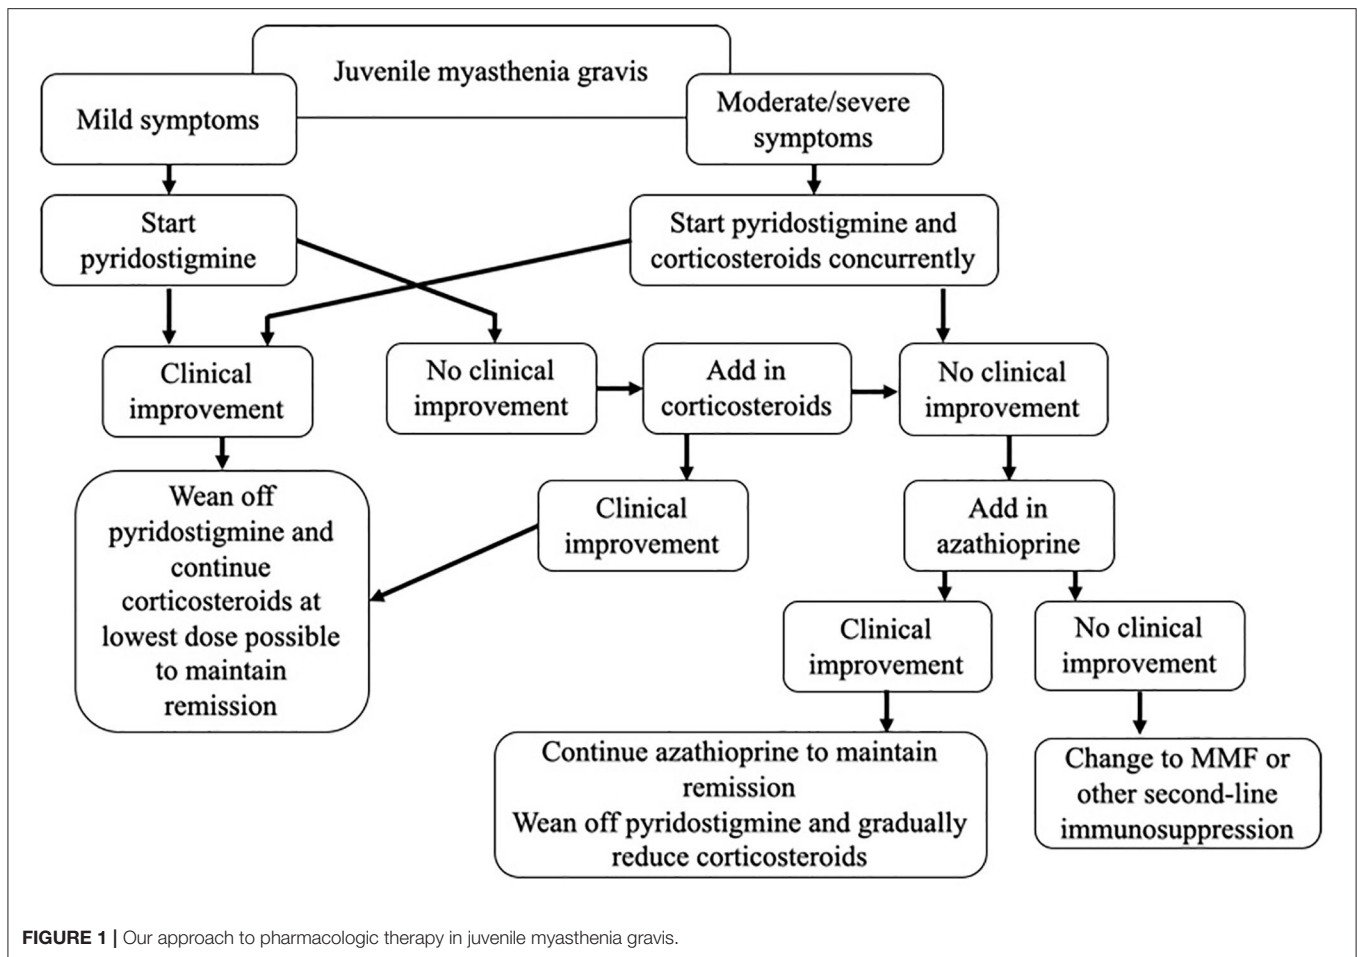 Juvenile myasthenia gravis
Mild symptoms
Moderate/severe
symptoms
Start
pyridostigmine
Start pyridostigmine and
corticosteroids concurrently
Clinical
improvement
No clinical
improvement
Add in
corticosteroids
No clinical
improvement
Wean off
pyridostigmine and
continue
corticosteroids at
lowest dose possible
to maintain
remission
Clinical
improvement
Add in
azathioprine
Clinical
improvement
No clinical
improvement
Continue azathioprine to maintain
remission
Wean off pyridostigmine and gradually
reduce corticosteroids
Change to MMF or
other second-line
immunosuppression
FIGURE 1 | Our approach to pharmacologic therapy in juvenile myasthenia gravis.